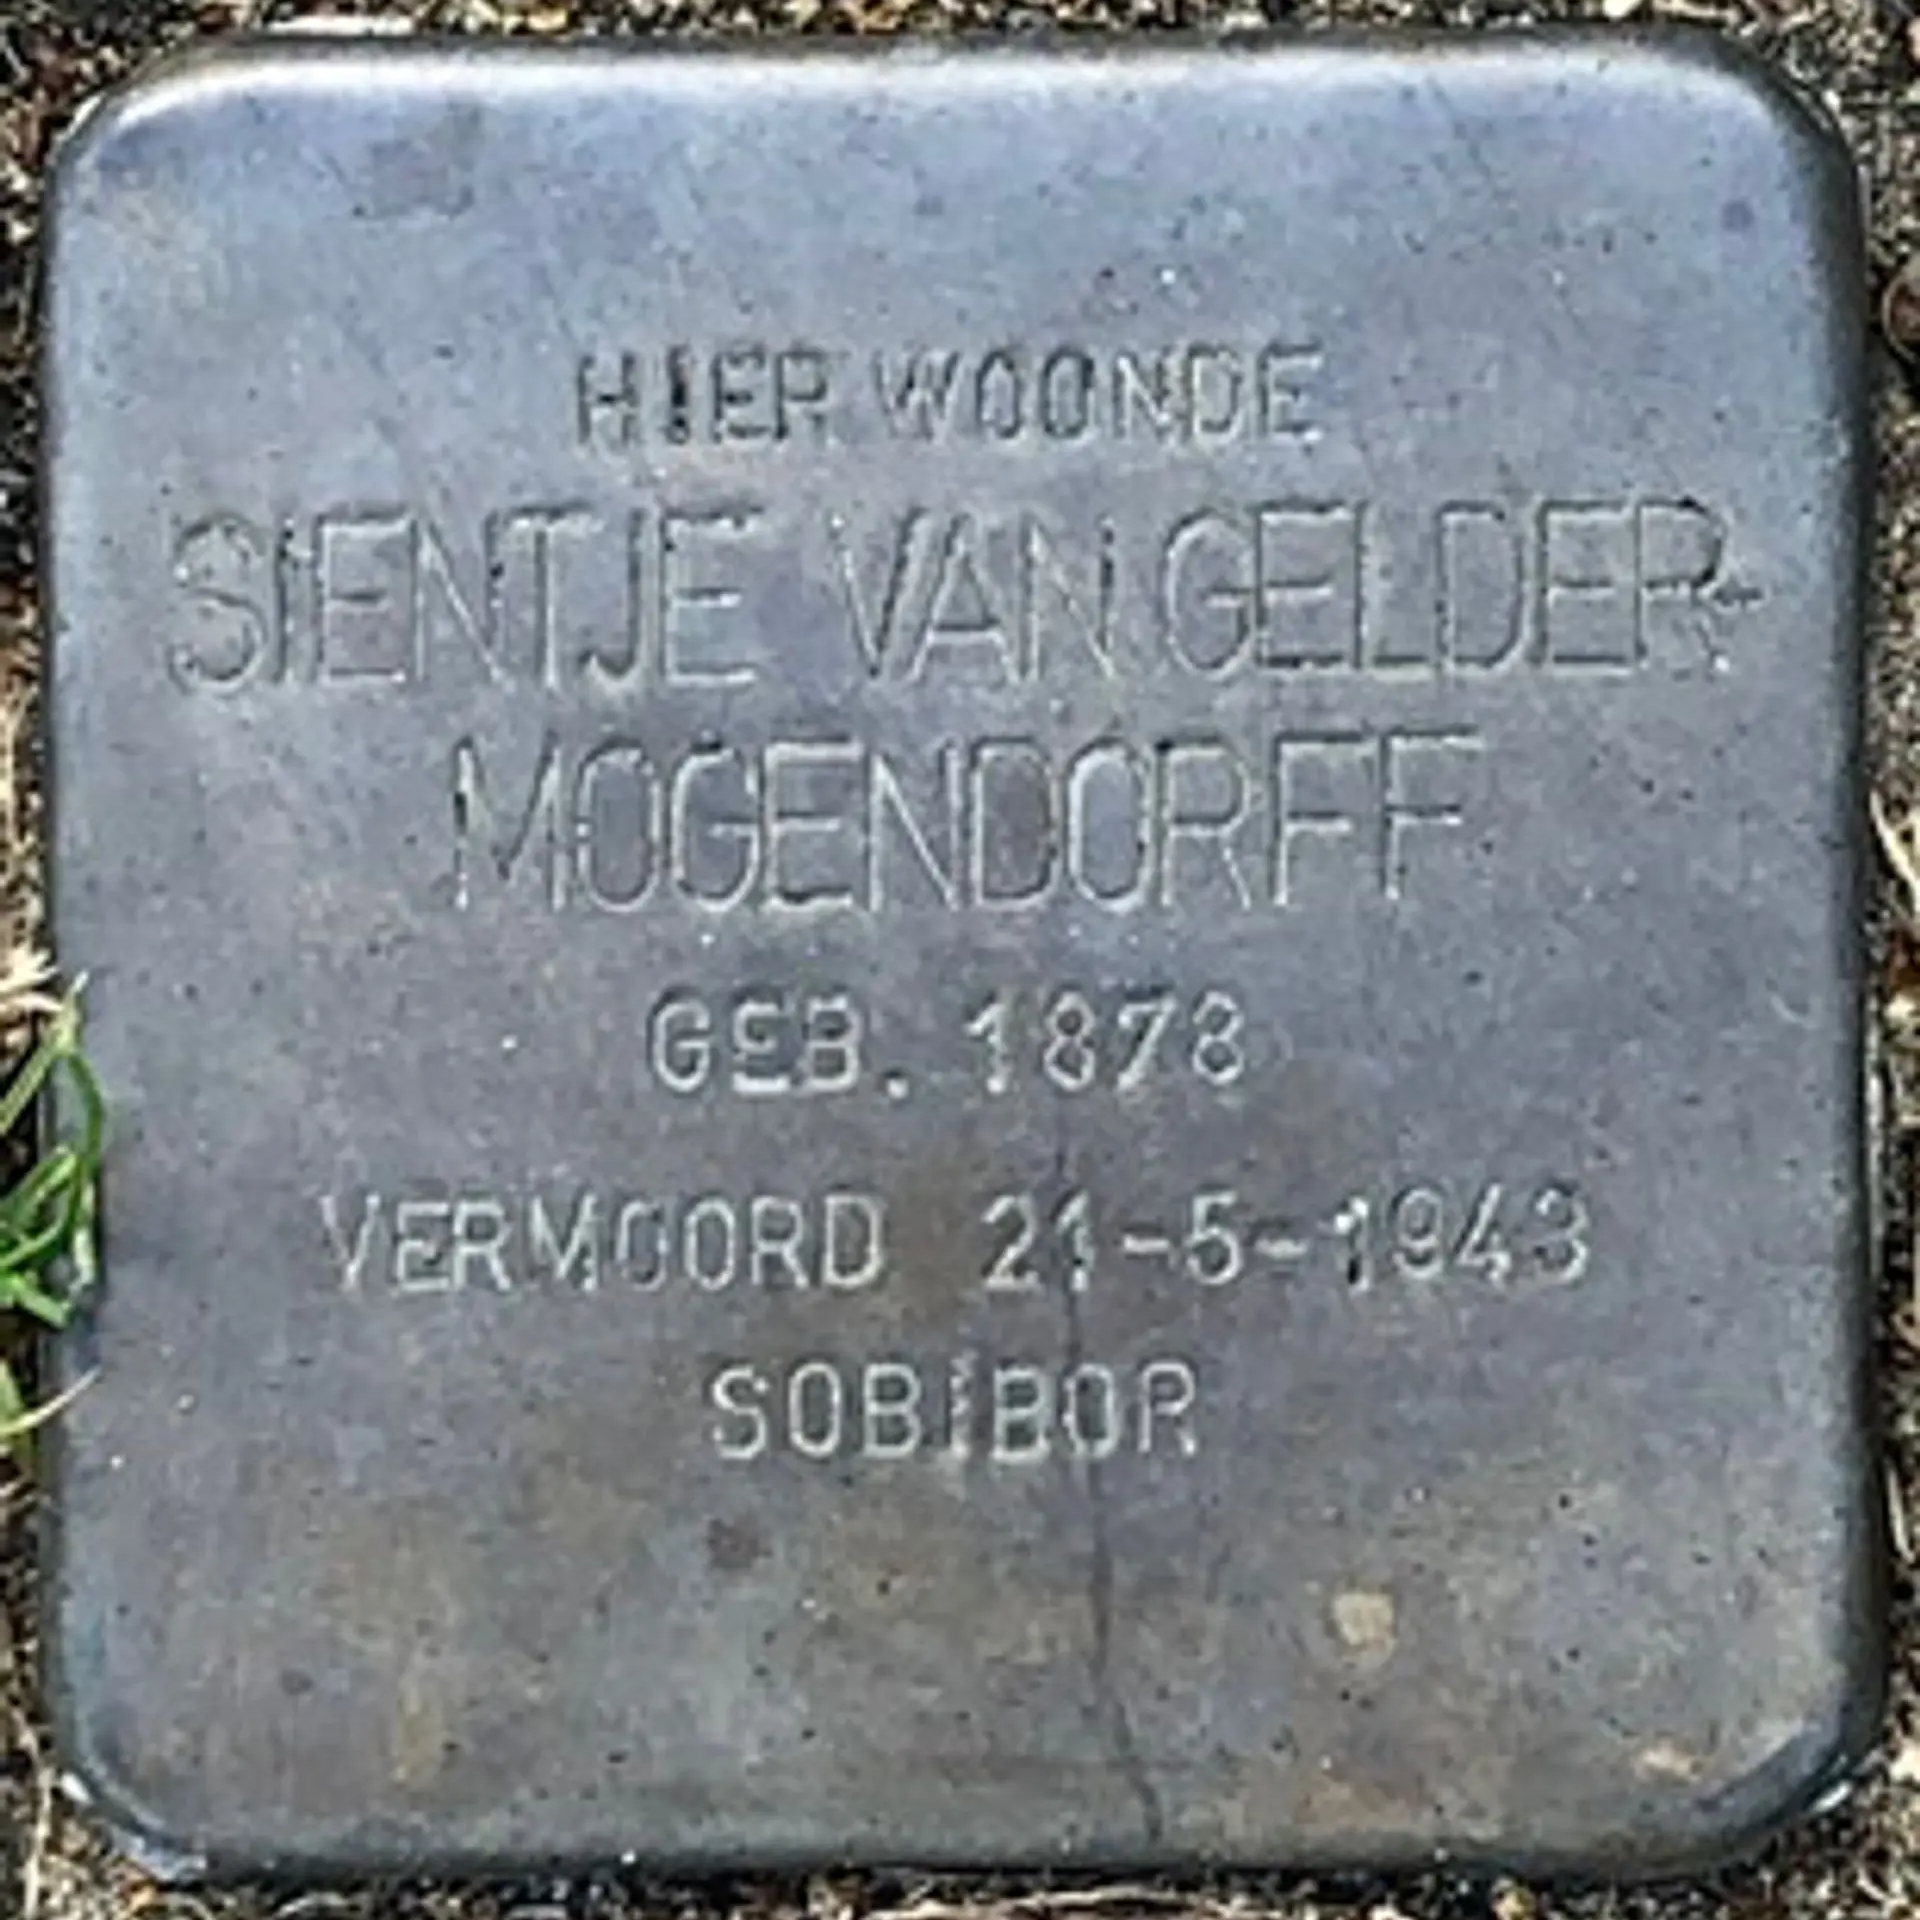 HIER WOONDE
SIENTJE VAN GELDER-
MOGENDORFF
GEB. 1878
VERMOORD 21-5-1943
SOBIBOR